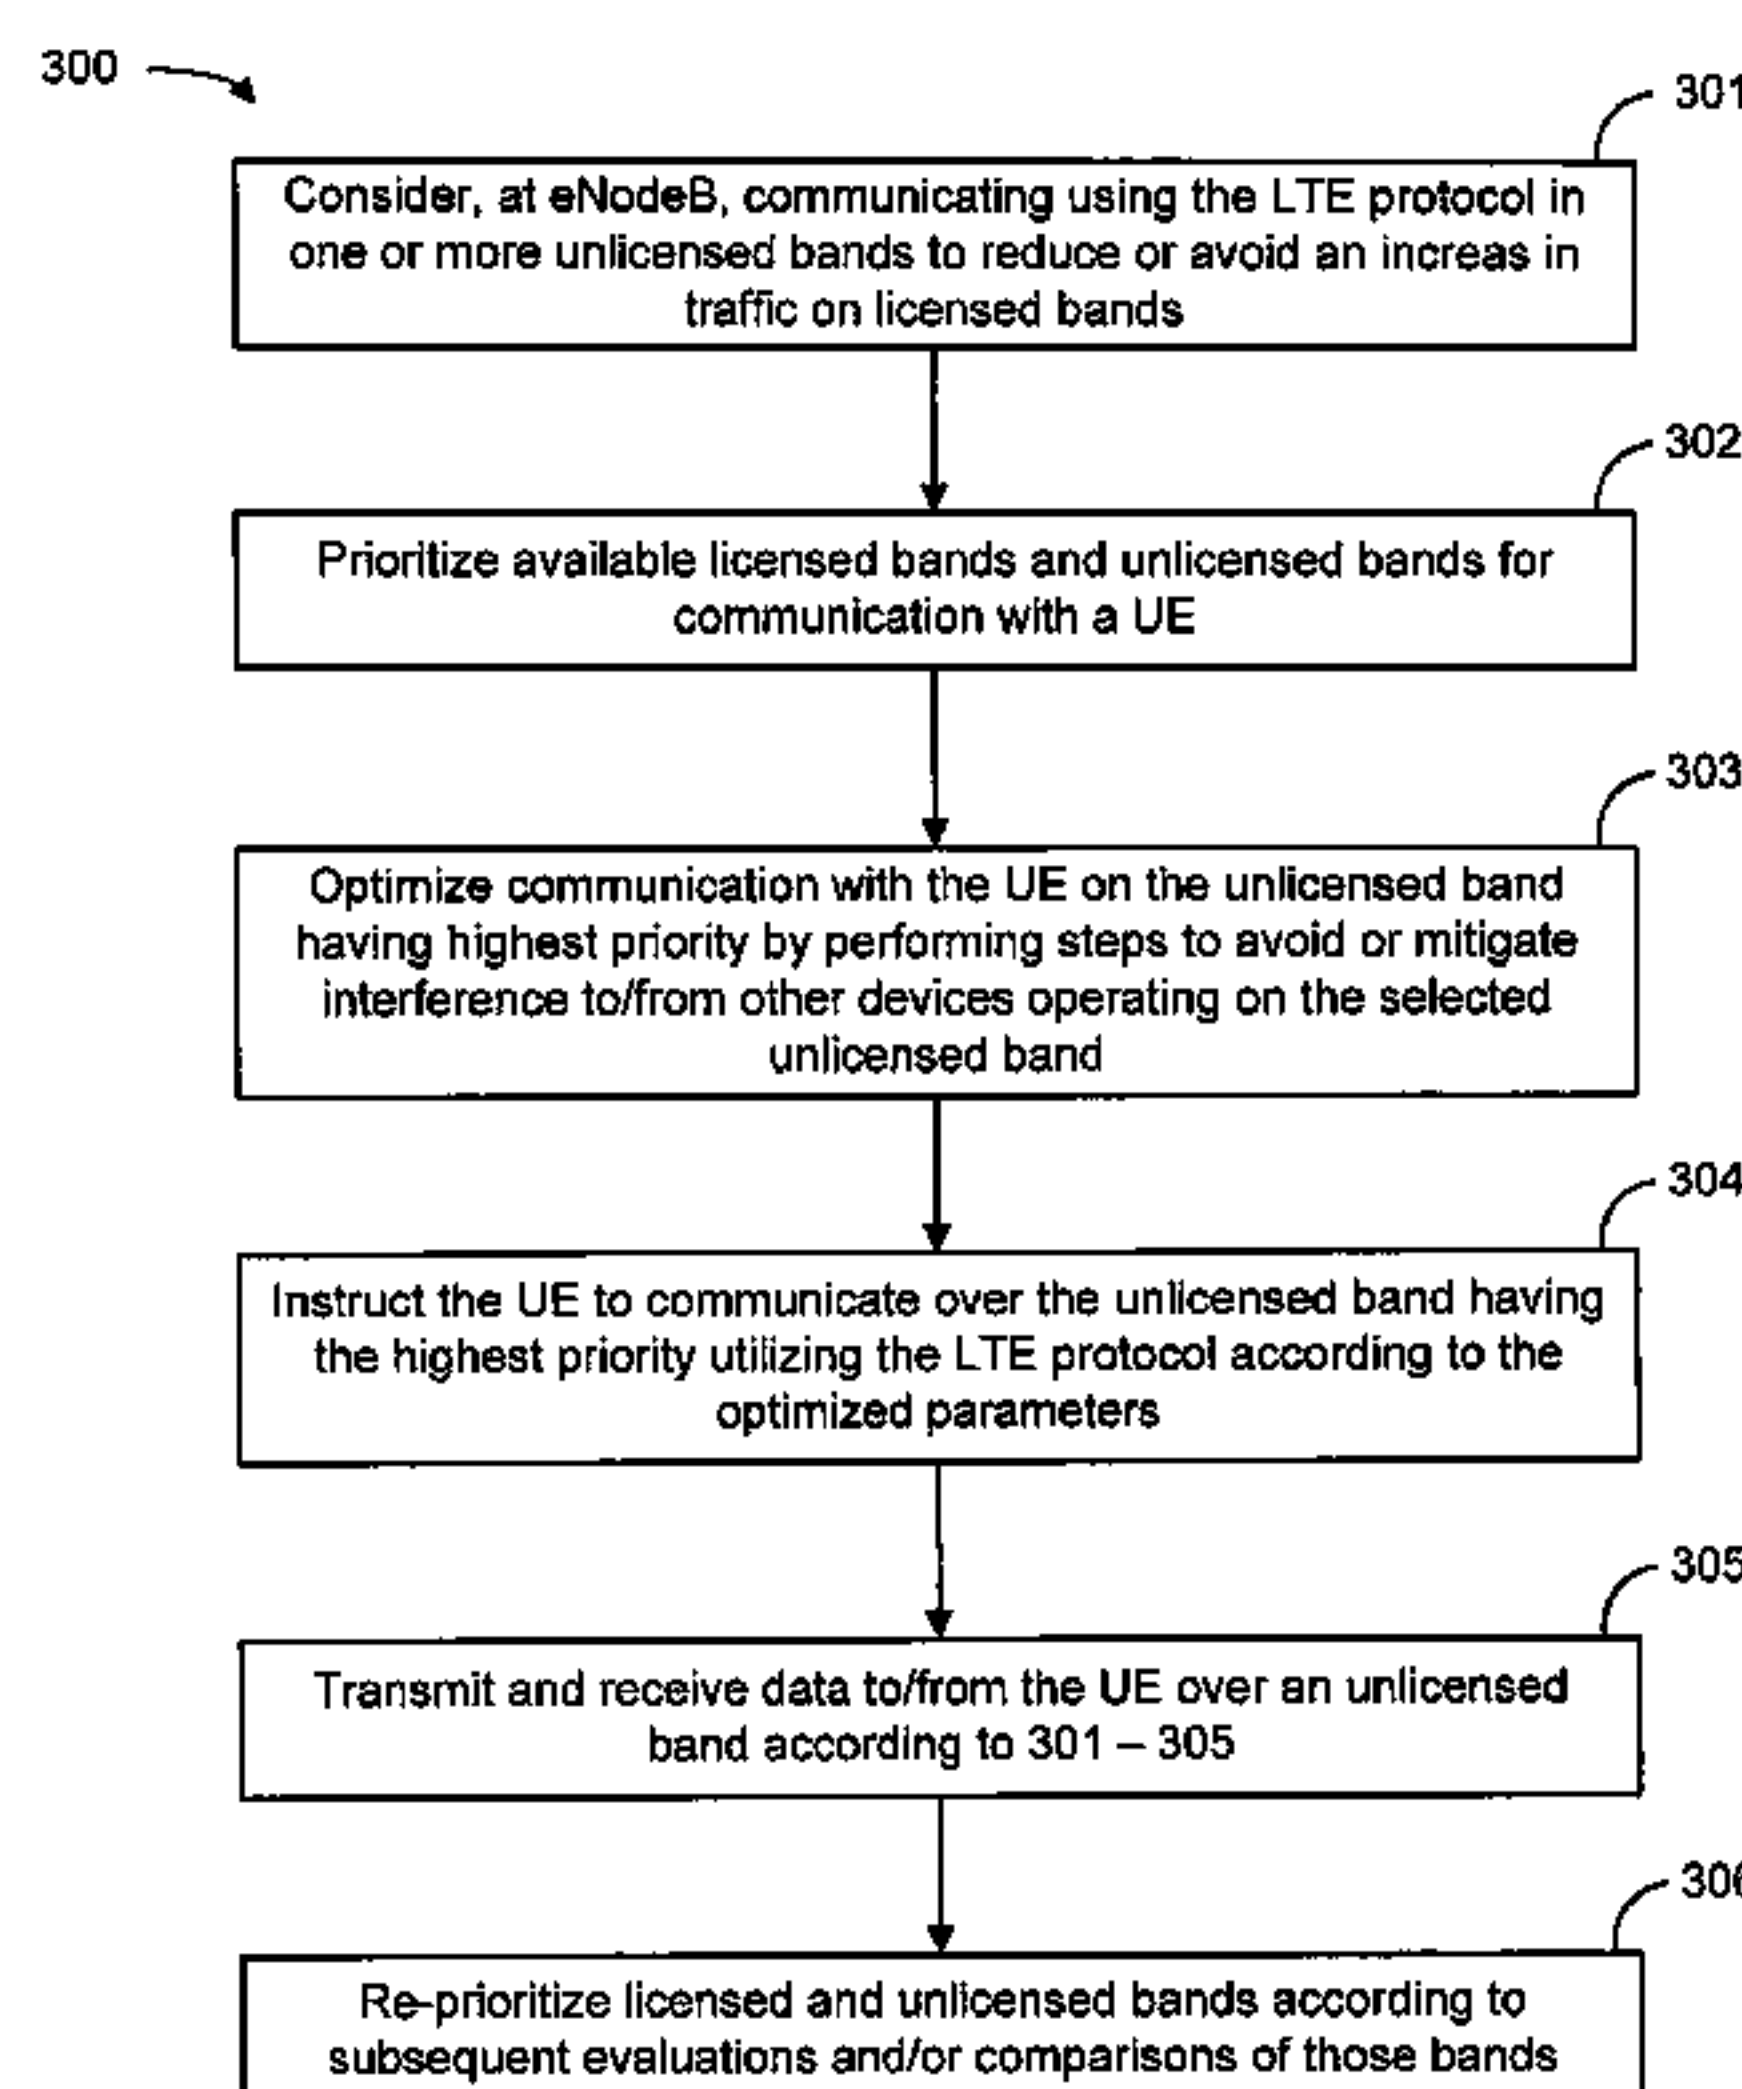 300
301
Consider, at eNodeB, communicating using the LTE protocol in
one or more unlicensed bands to reduce or avoid an increas in
traffic on licensed bands
302
Prioritize available licensed bands and unlicensed bands for
communication with a UE
303
Optimize communication with the UE on the unlicensed band
having highest priority by performing steps to avoid or mitigate
interference to/from other devices operating on the selected
unlicensed band
304
Instruct the UE to communicate over the unlicensed band having
the highest priority utilizing the LTE protocol according to the
optimized parameters
305
Transmit and receive data to/from the UE over an unlicensed
band according to 301 – 305
306
Re-prioritize licensed and unlicensed bands according to
subsequent evaluations and/or comparisons of those bands